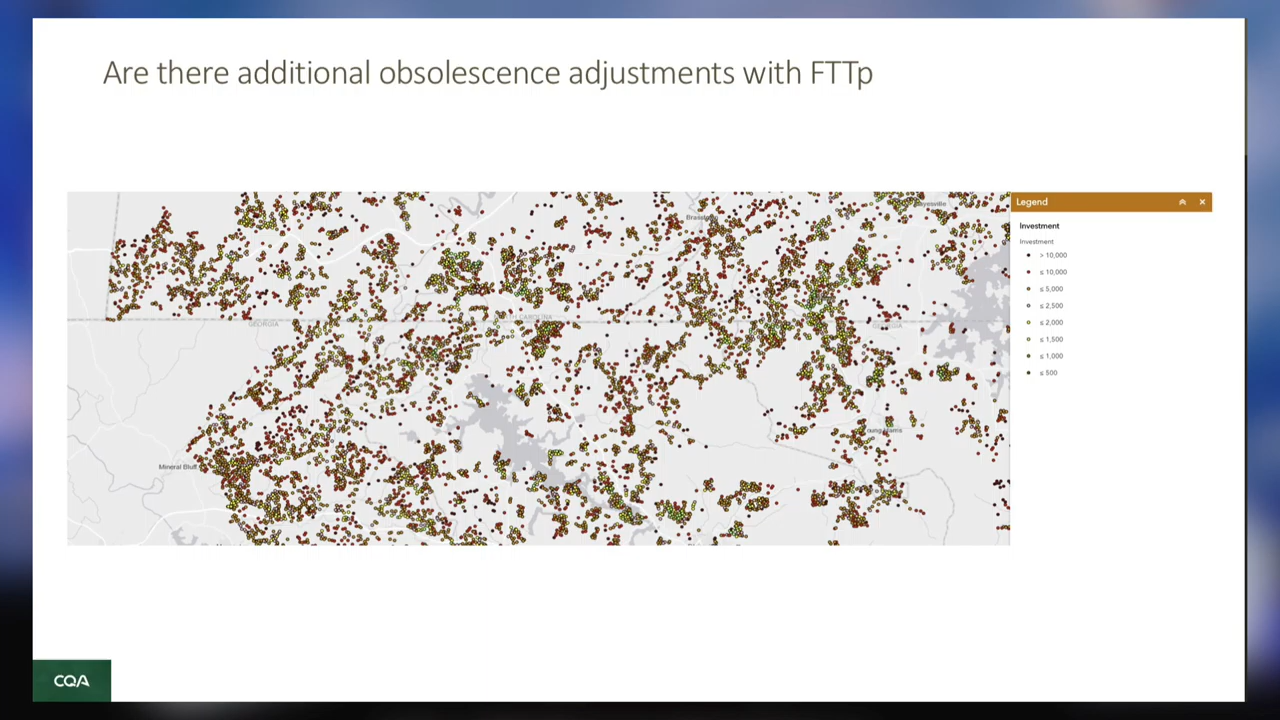 Are there additional obsolescence adjustments with FTTp
Legend
Investment
Investment
> 10,000
≤ 10,000
≤ 5,000
≤ 2,500
≤ 2,000
≤ 1,500
≤ 1,000
≤ 500
GEORGIA
GEORGIA
Mineral Bluff
CQA